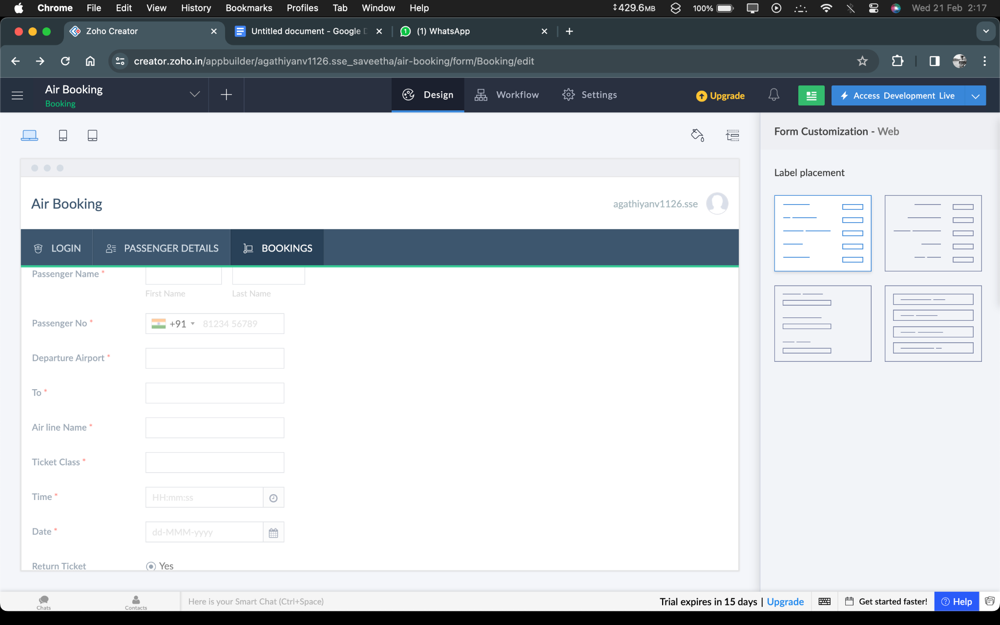 Chrome File Edit View History Bookmarks Profiles Tab Window Help 429.6MB 100% Wed 21 Feb 2:17
Zoho Creator Untitled document - Google D (1) WhatsApp
creator.zoho.in/appbuilder/agathiyanv1126.sse_saveetha/air-booking/form/Booking/edit
Air Booking
Booking
Design Workflow Settings Upgrade Access Development Live
Form Customization - Web
Label placement
Air Booking
agathiyanv1126.sse
LOGIN PASSENGER DETAILS BOOKINGS
Passenger Name *
First Name Last Name
Passenger No * +91 81234 56789
Departure Airport *
To *
Air line Name *
Ticket Class *
Time * HH:mm:ss
Date * dd-MMM-yyyy
Return Ticket Yes
Chats Contacts Here is your Smart Chat (Ctrl+Space) Trial expires in 15 days | Upgrade Get started faster! Help